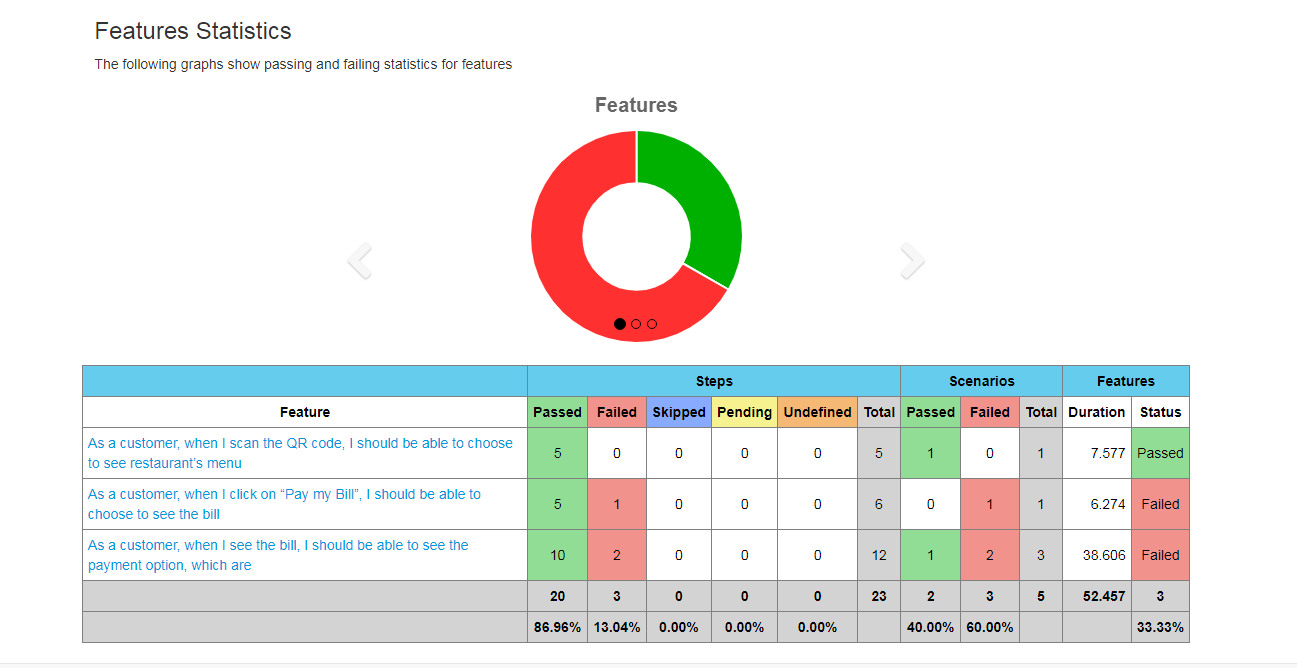 Features Statistics
The following graphs show passing and failing statistics for features
Features
Steps Scenarios Features
Feature Passed Failed Skipped Pending Undefined Total Passed Failed Total Duration Status
As a customer, when I scan the QR code, I should be able to choose
to see restaurant's menu
5 0 0 0 0 5 1 0 1 7.577 Passed
As a customer, when I click on “Pay my Bill”, I should be able to
choose to see the bill
5 1 0 0 0 6 0 1 1 6.274 Failed
As a customer, when I see the bill, I should be able to see the
payment option, which are
10 2 0 0 0 12 1 2 3 38.606 Failed
20 3 0 0 0 23 2 3 5 52.457 3
86.96% 13.04% 0.00% 0.00% 0.00% 40.00% 60.00% 33.33%